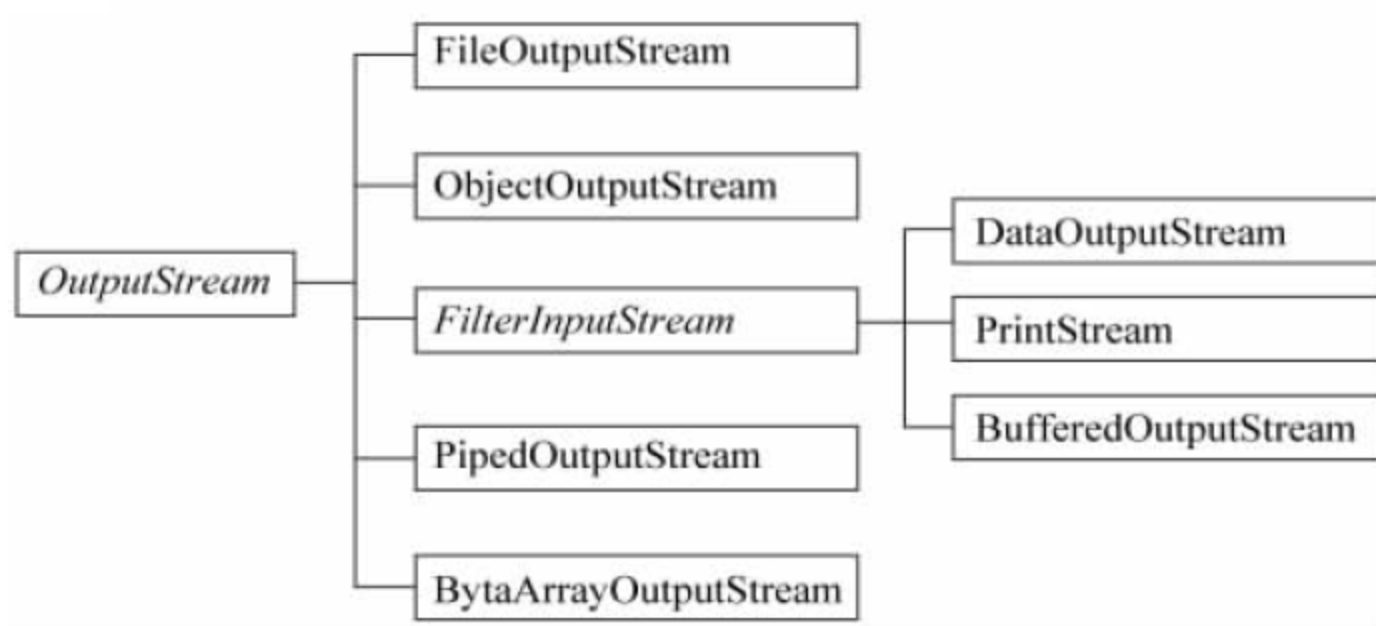 FileOutputStream
ObjectOutputStream
OutputStream
FilterInputStream
PipedOutputStream
BytaArrayOutputStream
DataOutputStream
PrintStream
BufferedOutputStream